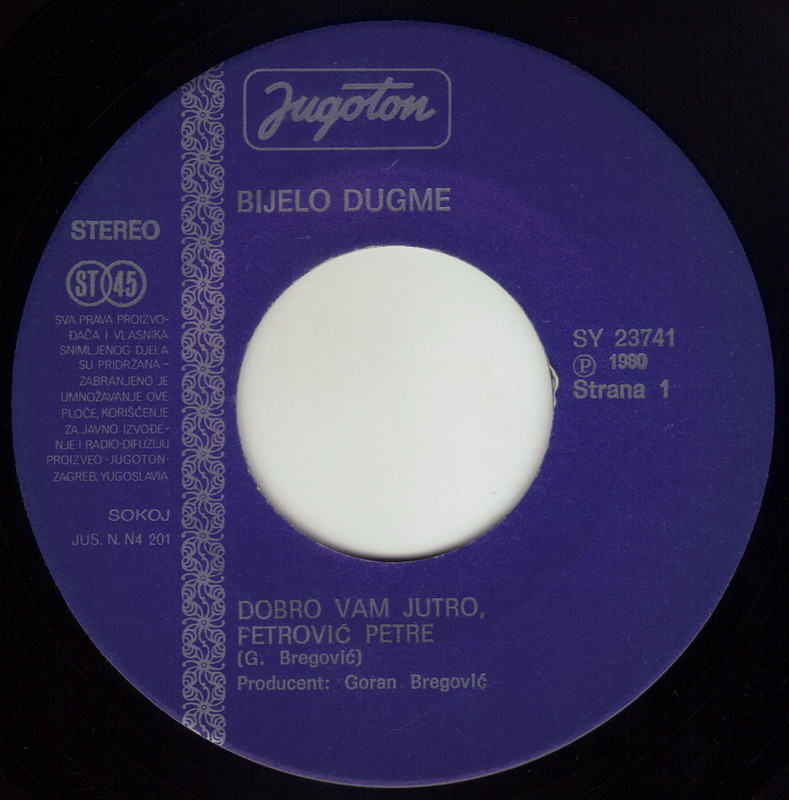 Jugoton
BIJELO DUGME
STEREO
ST 45
SVA PRAVA PROIZVO-
ĐAČA I VLASNIKA
SNIMLJENOG DJELA
SU PRIDRŽANA –
ZABRANJENO JE
UMNOŽAVANJE OVE
PLOČE, KORIŠĆENJE
ZA JAVNO IZVOĐE-
NJE I RADIO-DIFUZIJU
PROIZVEO -JUGOTON-
ZAGREB, YUGOSLAVIA
SOKOJ
JUS. N. N4 201
SY 23741
Ⓟ 1980
Strana 1
DOBRO VAM JUTRO,
PETROVIĆ PETRE
(G. Bregović)
Producent: Goran Bregović